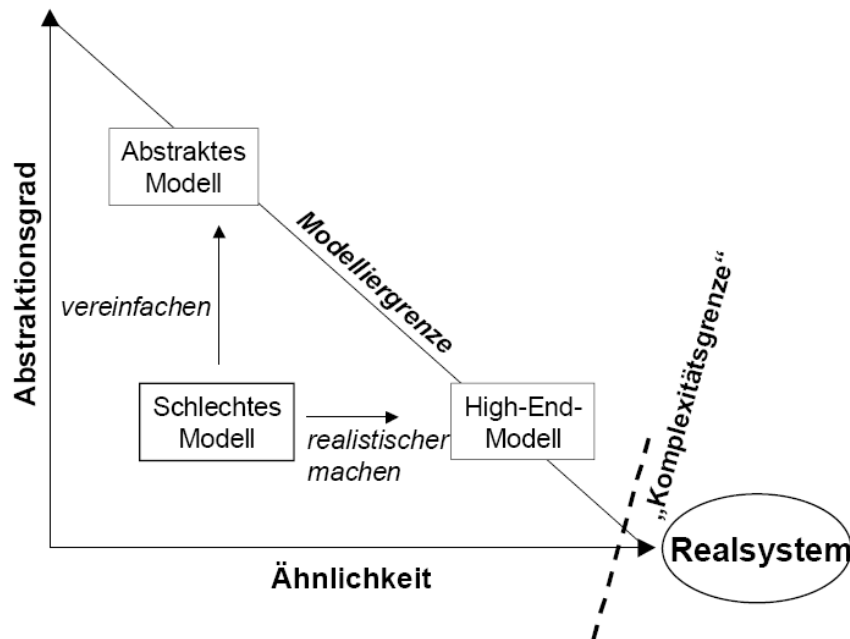 Abstraktes
Modell
Abstraktionsgrad
Modelliergrenze
„Komplexitätsgrenze“
vereinfachen
Schlechtes
Modell
realistischer
machen
High-End-
Modell
Realsystem
Ähnlichkeit